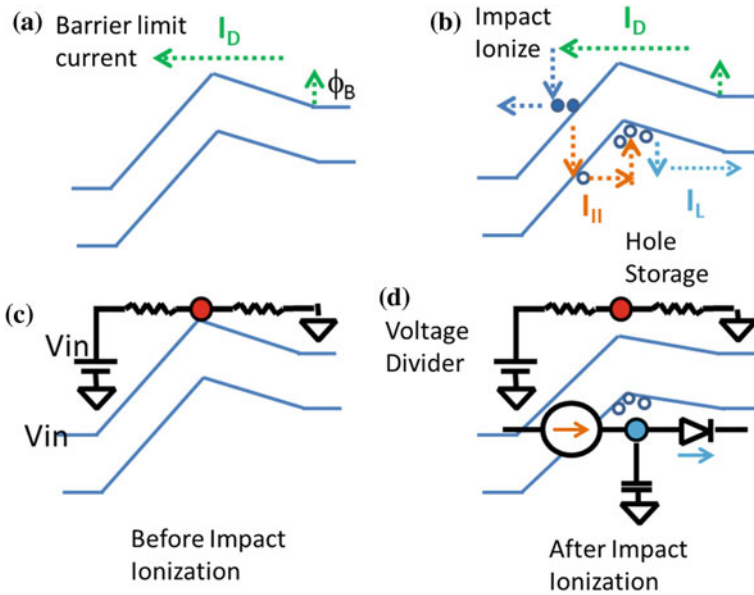 (a)
Barrier limit
current
I_D
ϕ_B
(b)
Impact
Ionize
I_D
I_II
I_L
Hole
Storage
(c)
Vin
Vin
Before Impact
Ionization
(d)
Voltage
Divider
After Impact
Ionization